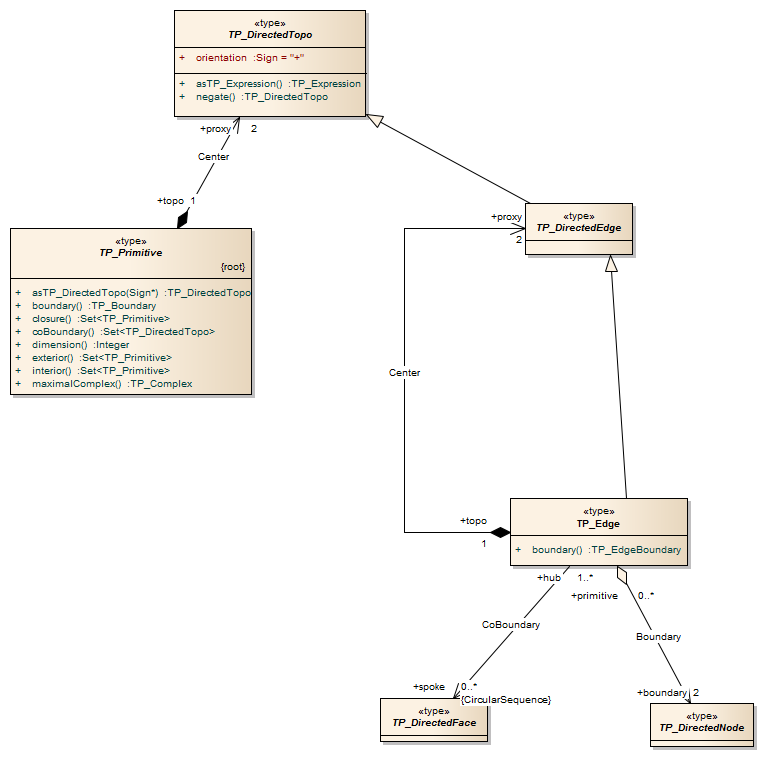 «type»
TP_DirectedTopo
+ orientation :Sign = "+"
+ asTP_Expression() :TP_Expression
+ negate() :TP_DirectedTopo
+proxy 2
Center
+topo 1
«type»
TP_Primitive
{root}
+ asTP_DirectedTopo(Sign*) :TP_DirectedTopo
+ boundary() :TP_Boundary
+ closure() :Set<TP_Primitive>
+ coBoundary() :Set<TP_DirectedTopo>
+ dimension() :Integer
+ exterior() :Set<TP_Primitive>
+ interior() :Set<TP_Primitive>
+ maximalComplex() :TP_Complex
+proxy
2
«type»
TP_DirectedEdge
Center
+topo
1
«type»
TP_Edge
+ boundary() :TP_EdgeBoundary
+hub 1..*
+primitive 0..*
CoBoundary
Boundary
+spoke 0..*
{CircularSequence}
+boundary 2
«type»
TP_DirectedFace
«type»
TP_DirectedNode